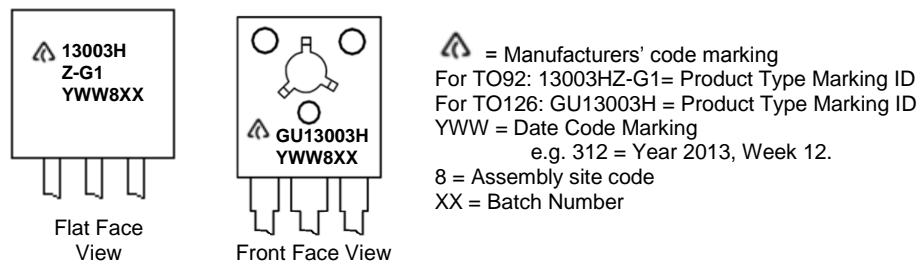 13003H
Z-G1
YWW8XX
Flat Face
View
GU13003H
YWW8XX
Front Face View
= Manufacturers' code marking
For TO92: 13003HZ-G1= Product Type Marking ID
For TO126: GU13003H = Product Type Marking ID
YWW = Date Code Marking
e.g. 312 = Year 2013, Week 12.
8 = Assembly site code
XX = Batch Number